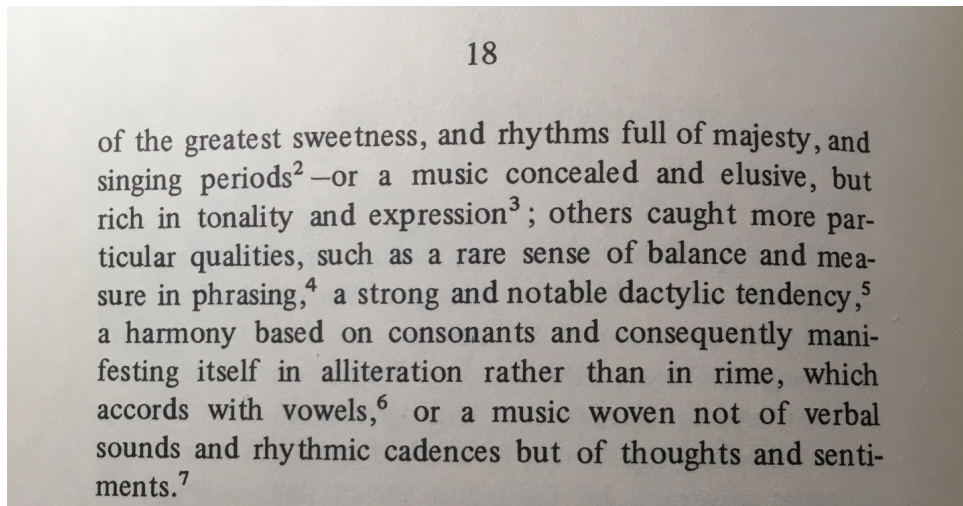 18
of the greatest sweetness, and rhythms full of majesty, and
singing periods²—or a music concealed and elusive, but
rich in tonality and expression³; others caught more par-
ticular qualities, such as a rare sense of balance and mea-
sure in phrasing,⁴ a strong and notable dactylic tendency,⁵
a harmony based on consonants and consequently mani-
festing itself in alliteration rather than in rime, which
accords with vowels,⁶ or a music woven not of verbal
sounds and rhythmic cadences but of thoughts and senti-
ments.⁷